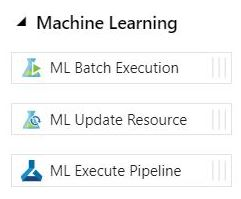 Machine Learning
ML Batch Execution
ML Update Resource
ML Execute Pipeline